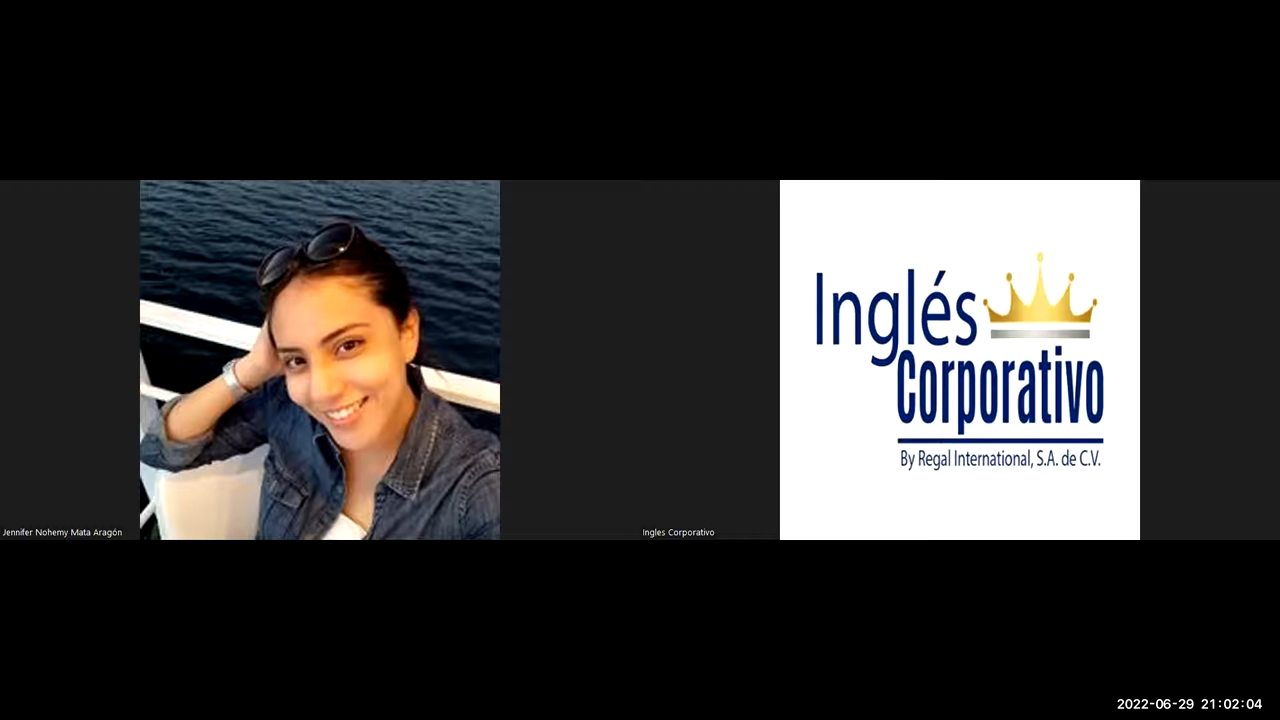 Inglés
Corporativo
By Regal International, S.A. de C.V.
Jennifer Nohemy Mata Aragón
Ingles Corporativo
2022-06-29 21:02:04